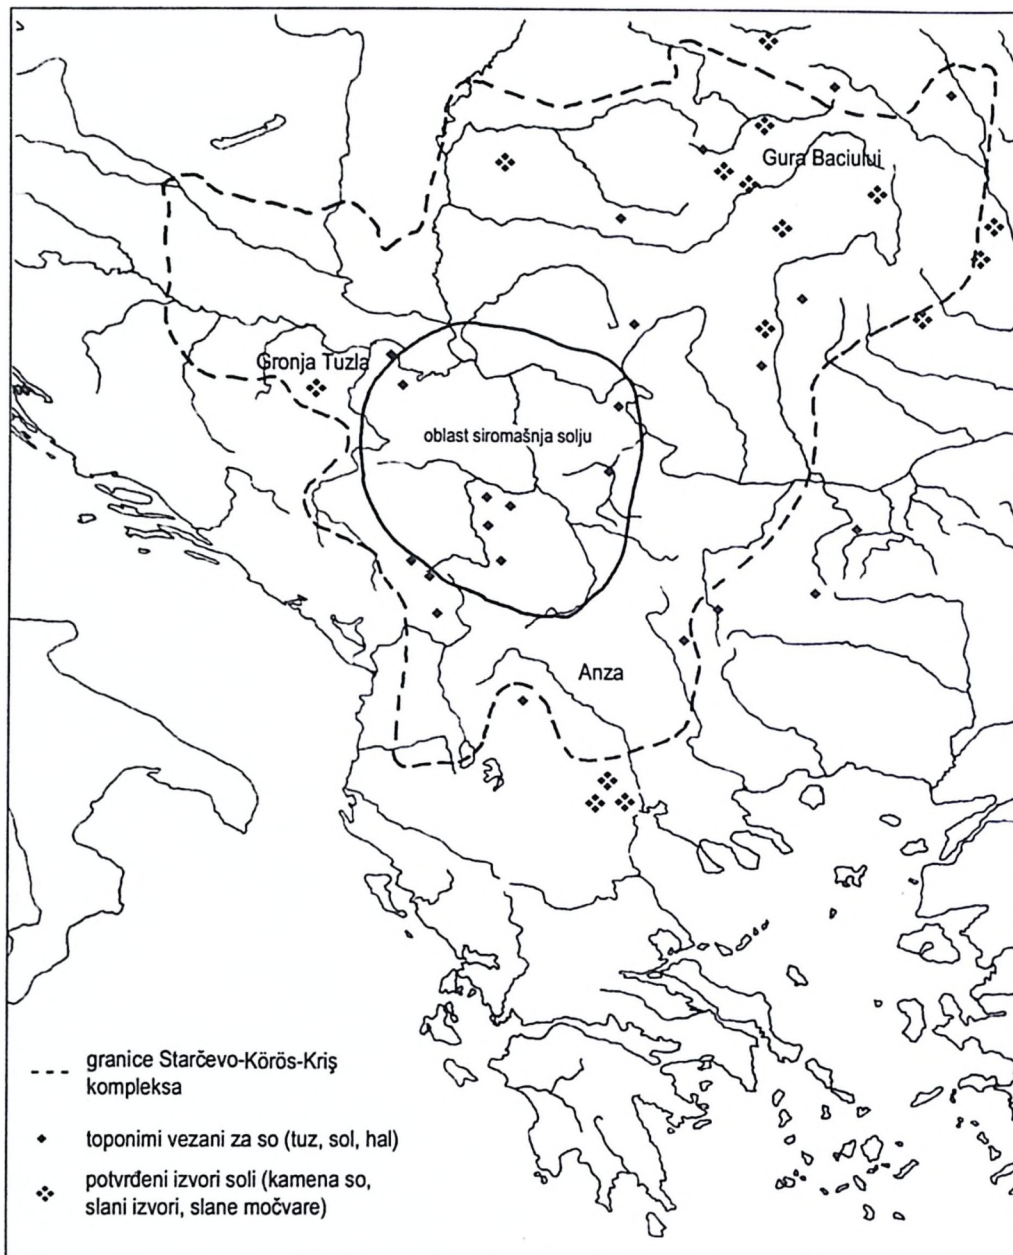 Gura Baciului
Gronja Tuzla
oblast siromašnja solju
Anza
granice Starčevo-Körös-Kriş
kompleksa
toponimi vezani za so (tuz, sol, hal)
potvrđeni izvori soli (kamena so,
slani izvori, slane močvare)